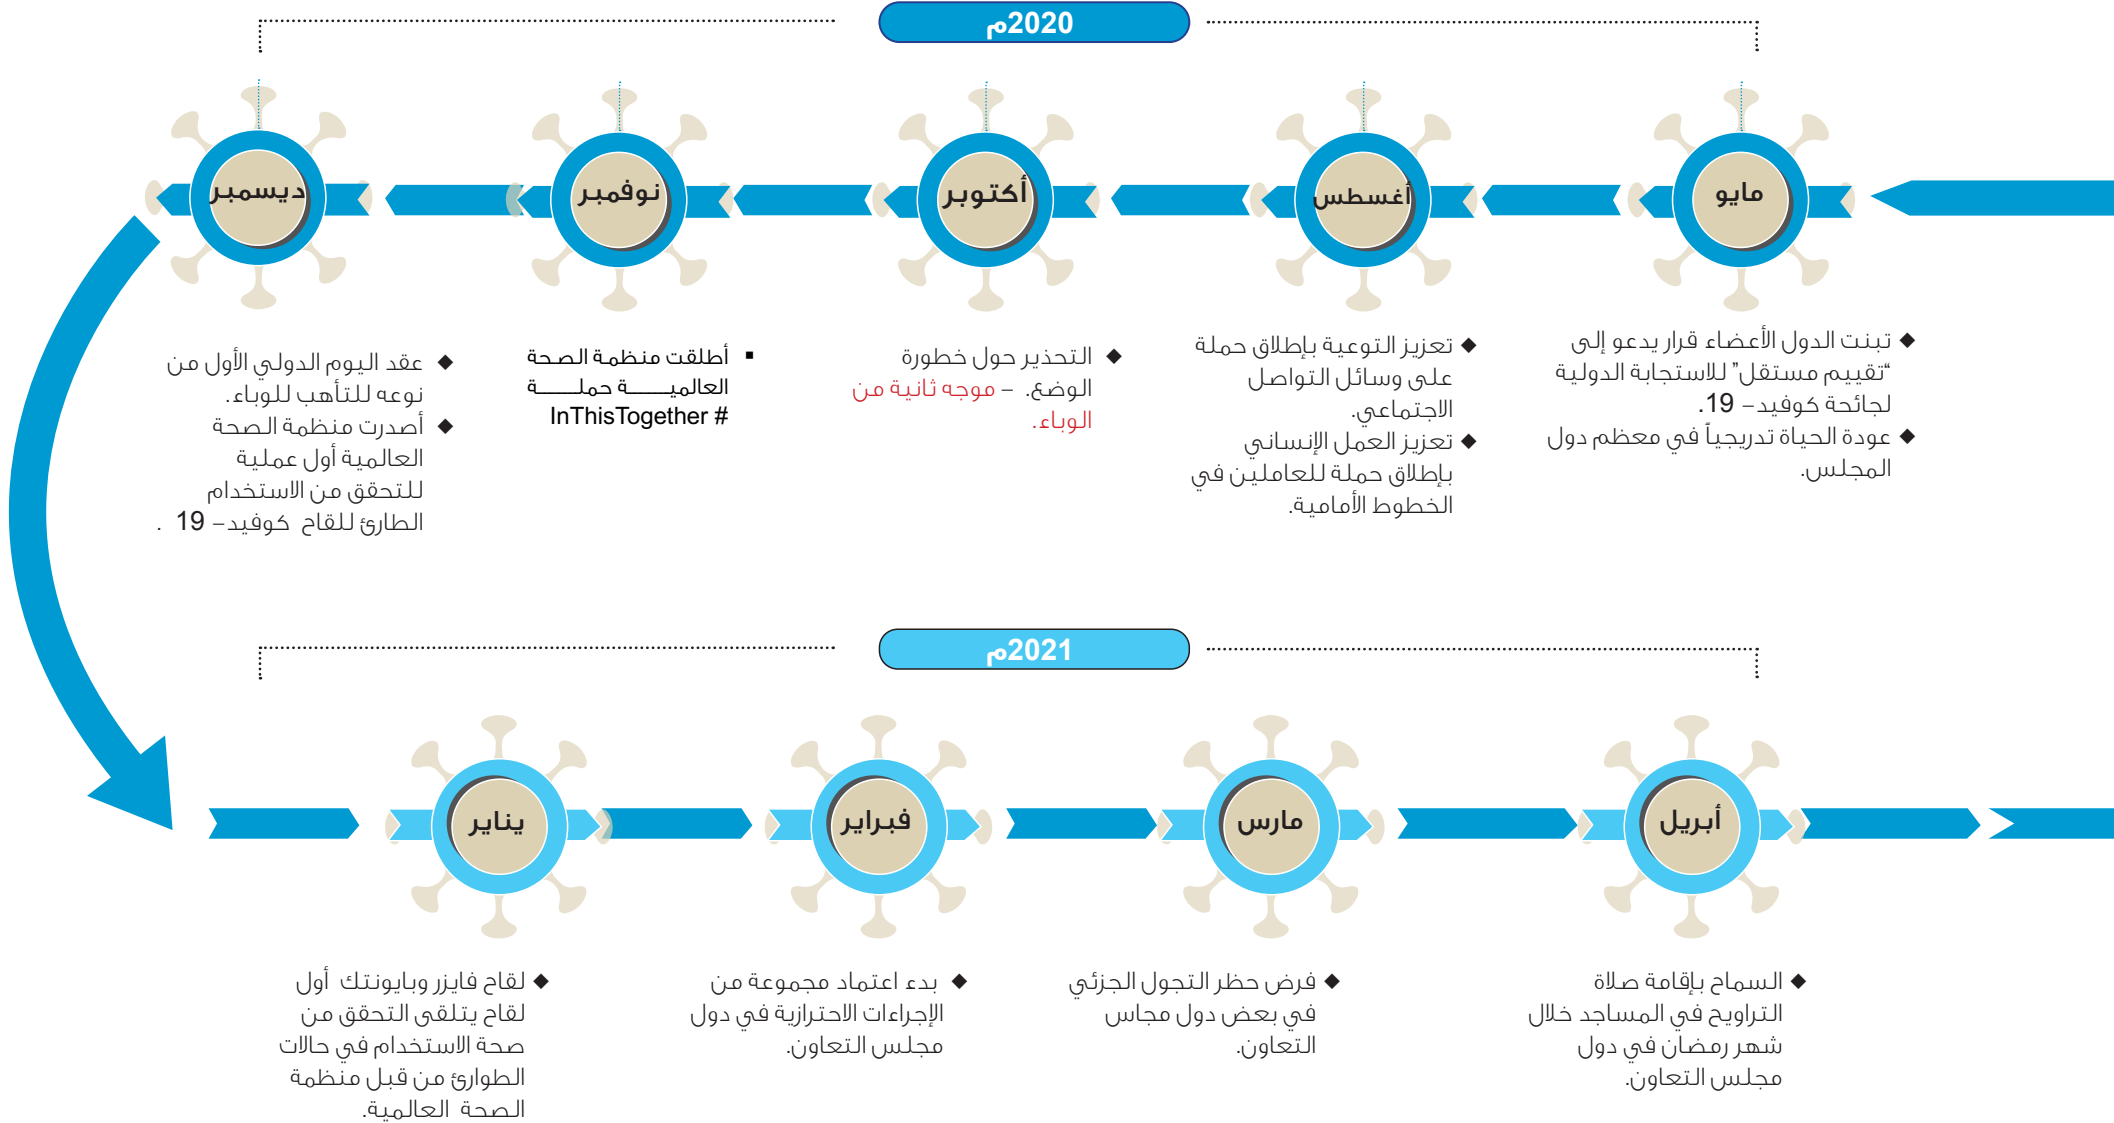 2020م
مايو
◆ تبنت الدول الأعضاء قرار يدعو إلى
“تقييم مستقل” للاستجابة الدولية
لجائحة كوفيد– 19.
◆ عودة الحياة تدريجياً في معظم دول
المجلس.
أغسطس
◆ تعزيز التوعية بإطلاق حملة
على وسائل التواصل
الاجتماعي.
◆ تعزيز العمل الإنساني
بإطلاق حملة للعاملين في
الخطوط الأمامية.
أكتوبر
◆ التحذير حول خطورة
الوضع. – موجه ثانية من
الوباء.
نوفمبر
▪ أطلقت منظمة الصحة
العالميــــــة حملـــــــة
InThisTogether #
ديسمبر
◆ عقد اليوم الدولي الأول من
نوعه للتأهب للوباء.
◆ أصدرت منظمة الصحة
العالمية أول عملية
للتحقق من الاستخدام
الطارئ للقاح كوفيد– 19 .
2021م
يناير
◆ لقاح فايزر وبايونتك أول
لقاح يتلقى التحقق من
صحة الاستخدام في حالات
الطوارئ من قبل منظمة
الصحة العالمية.
فبراير
◆ بدء اعتماد مجموعة من
الإجراءات الاحترازية في دول
مجلس التعاون.
مارس
◆ فرض حظر التجول الجزئي
في بعض دول مجاس
التعاون.
أبريل
◆ السماح بإقامة صلاة
التراويح في المساجد خلال
شهر رمضان في دول
مجلس التعاون.